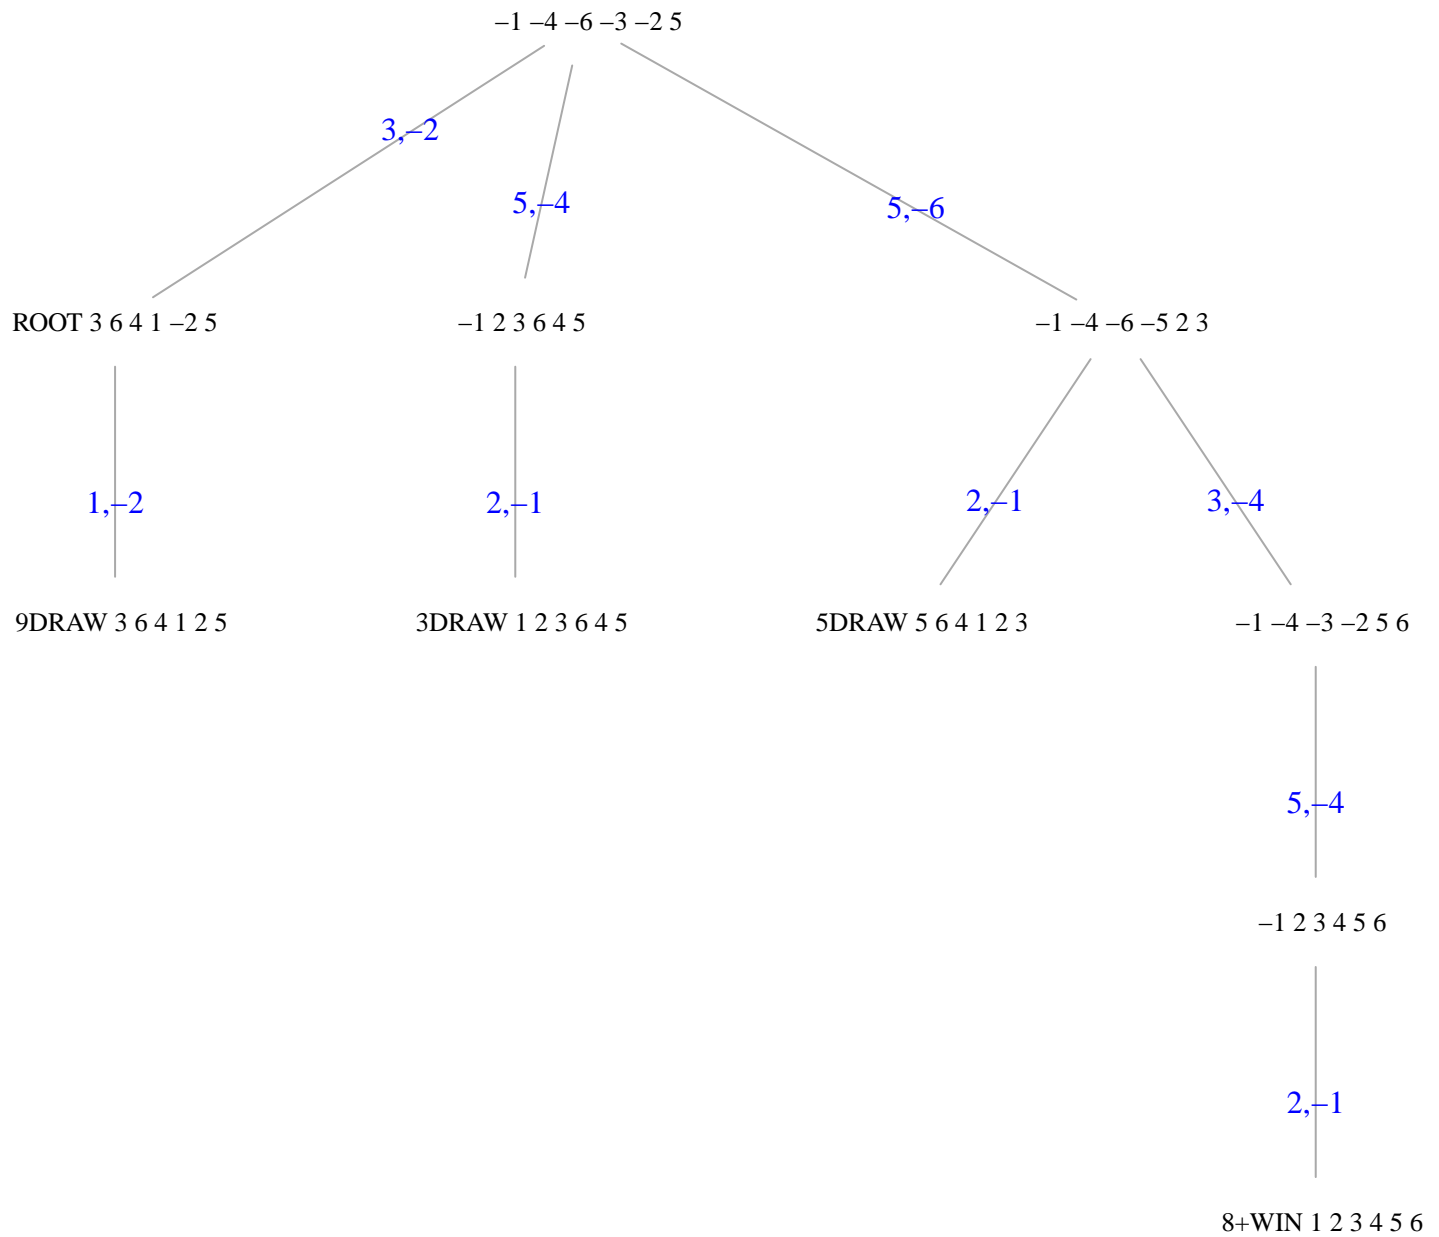 –1 –4 –6 –3 –2 5
3,–2
5,–4
5,–6
ROOT 3 6 4 1 –2 5
–1 2 3 6 4 5
–1 –4 –6 –5 2 3
1,–2
2,–1
2,–1
3,–4
9DRAW 3 6 4 1 2 5
3DRAW 1 2 3 6 4 5
5DRAW 5 6 4 1 2 3
–1 –4 –3 –2 5 6
5,–4
–1 2 3 4 5 6
2,–1
8+WIN 1 2 3 4 5 6